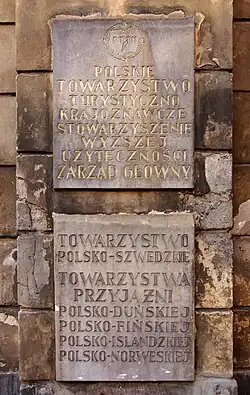 POLSKIE
TOWARZYSTWO
TURYSTYCZNO
KRAJOZNAWCZE
STOWARZYSZENIE
WYŻSZEJ
UŻYTECZNOŚCI
ZARZĄD GŁÓWNY
TOWARZYSTWO
POLSKO-SZWEDZKIE
TOWARZYSTWA
PRZYJAŹNI
POLSKO-DUŃSKIEJ
POLSKO-FIŃSKIEJ
POLSKO-ISLANDZKIEJ
POLSKO-NORWESKIEJ